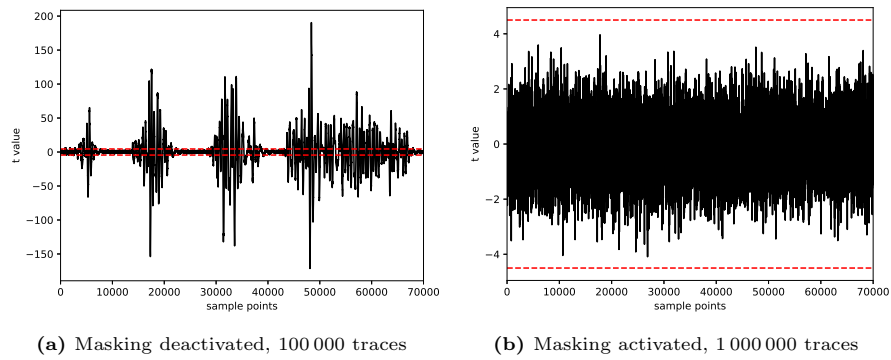 200
150
100
50
0
−50
−100
−150
t value
0 10000 20000 30000 40000 50000 60000 70000
sample points
(a) Masking deactivated, 100 000 traces
4
2
0
−2
−4
t value
0 10000 20000 30000 40000 50000 60000 70000
sample points
(b) Masking activated, 1 000 000 traces